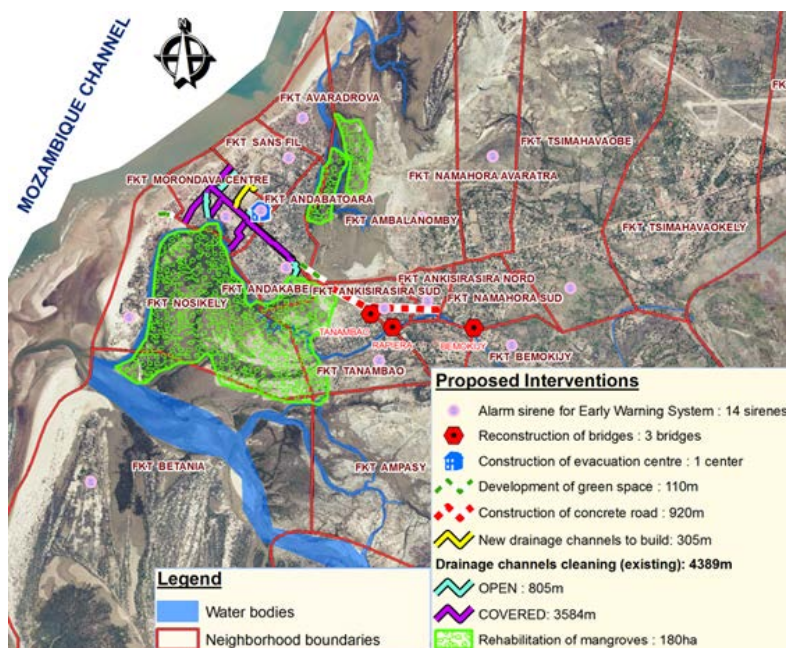 MOZAMBIQUE CHANNEL
FKT AVARADROVA
FKT SANS FIL
FKT TSIMAHAVAOBE
FKT MORONDAVA CENTRE
FKT NAMAHORA AVARATRA
FKT ANDABATOARA
FKT AMBALANOMBY
FKT TSIMAHAVAOKELY
FKT ANDAKABE
FKT ANKISIRASIRA NORD
FKT ANKISIRASIRA SUD
FKT NOSIKELY
FKT NAMAHORA SUD
TANAMBAO
RAPIERA
BEMOKIJY
FKT BEMOKIJY
FKT TANAMBAO
FKT BETANIA
FKT AMPASY
Proposed Interventions
Alarm sirene for Early Warning System : 14 sirenes
Reconstruction of bridges : 3 bridges
Construction of evacuation centre : 1 center
Development of green space : 110m
Construction of concrete road : 920m
New drainage channels to build: 305m
Drainage channels cleaning (existing): 4389m
OPEN : 805m
COVERED: 3584m
Rehabilitation of mangroves : 180ha
Legend
Water bodies
Neighborhood boundaries